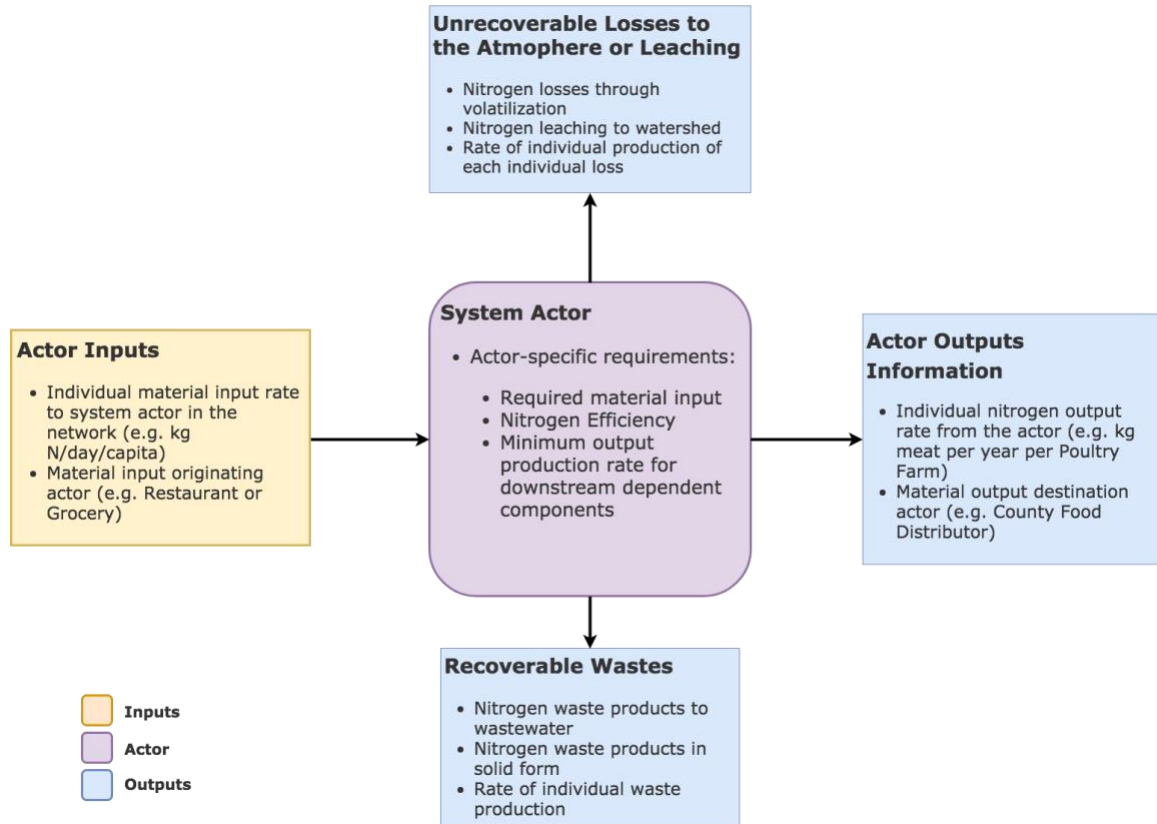 Unrecoverable Losses to
the Atmophere or Leaching
• Nitrogen losses through
volatilization
• Nitrogen leaching to watershed
• Rate of individual production of
each individual loss
Actor Inputs
• Individual material input rate
to system actor in the
network (e.g. kg
N/day/capita)
• Material input originating
actor (e.g. Restaurant or
Grocery)
System Actor
• Actor-specific requirements:
• Required material input
• Nitrogen Efficiency
• Minimum output
production rate for
downstream dependent
components
Actor Outputs
Information
• Individual nitrogen output
rate from the actor (e.g. kg
meat per year per Poultry
Farm)
• Material output destination
actor (e.g. County Food
Distributor)
Recoverable Wastes
• Nitrogen waste products to
wastewater
• Nitrogen waste products in
solid form
• Rate of individual waste
production
Inputs
Actor
Outputs